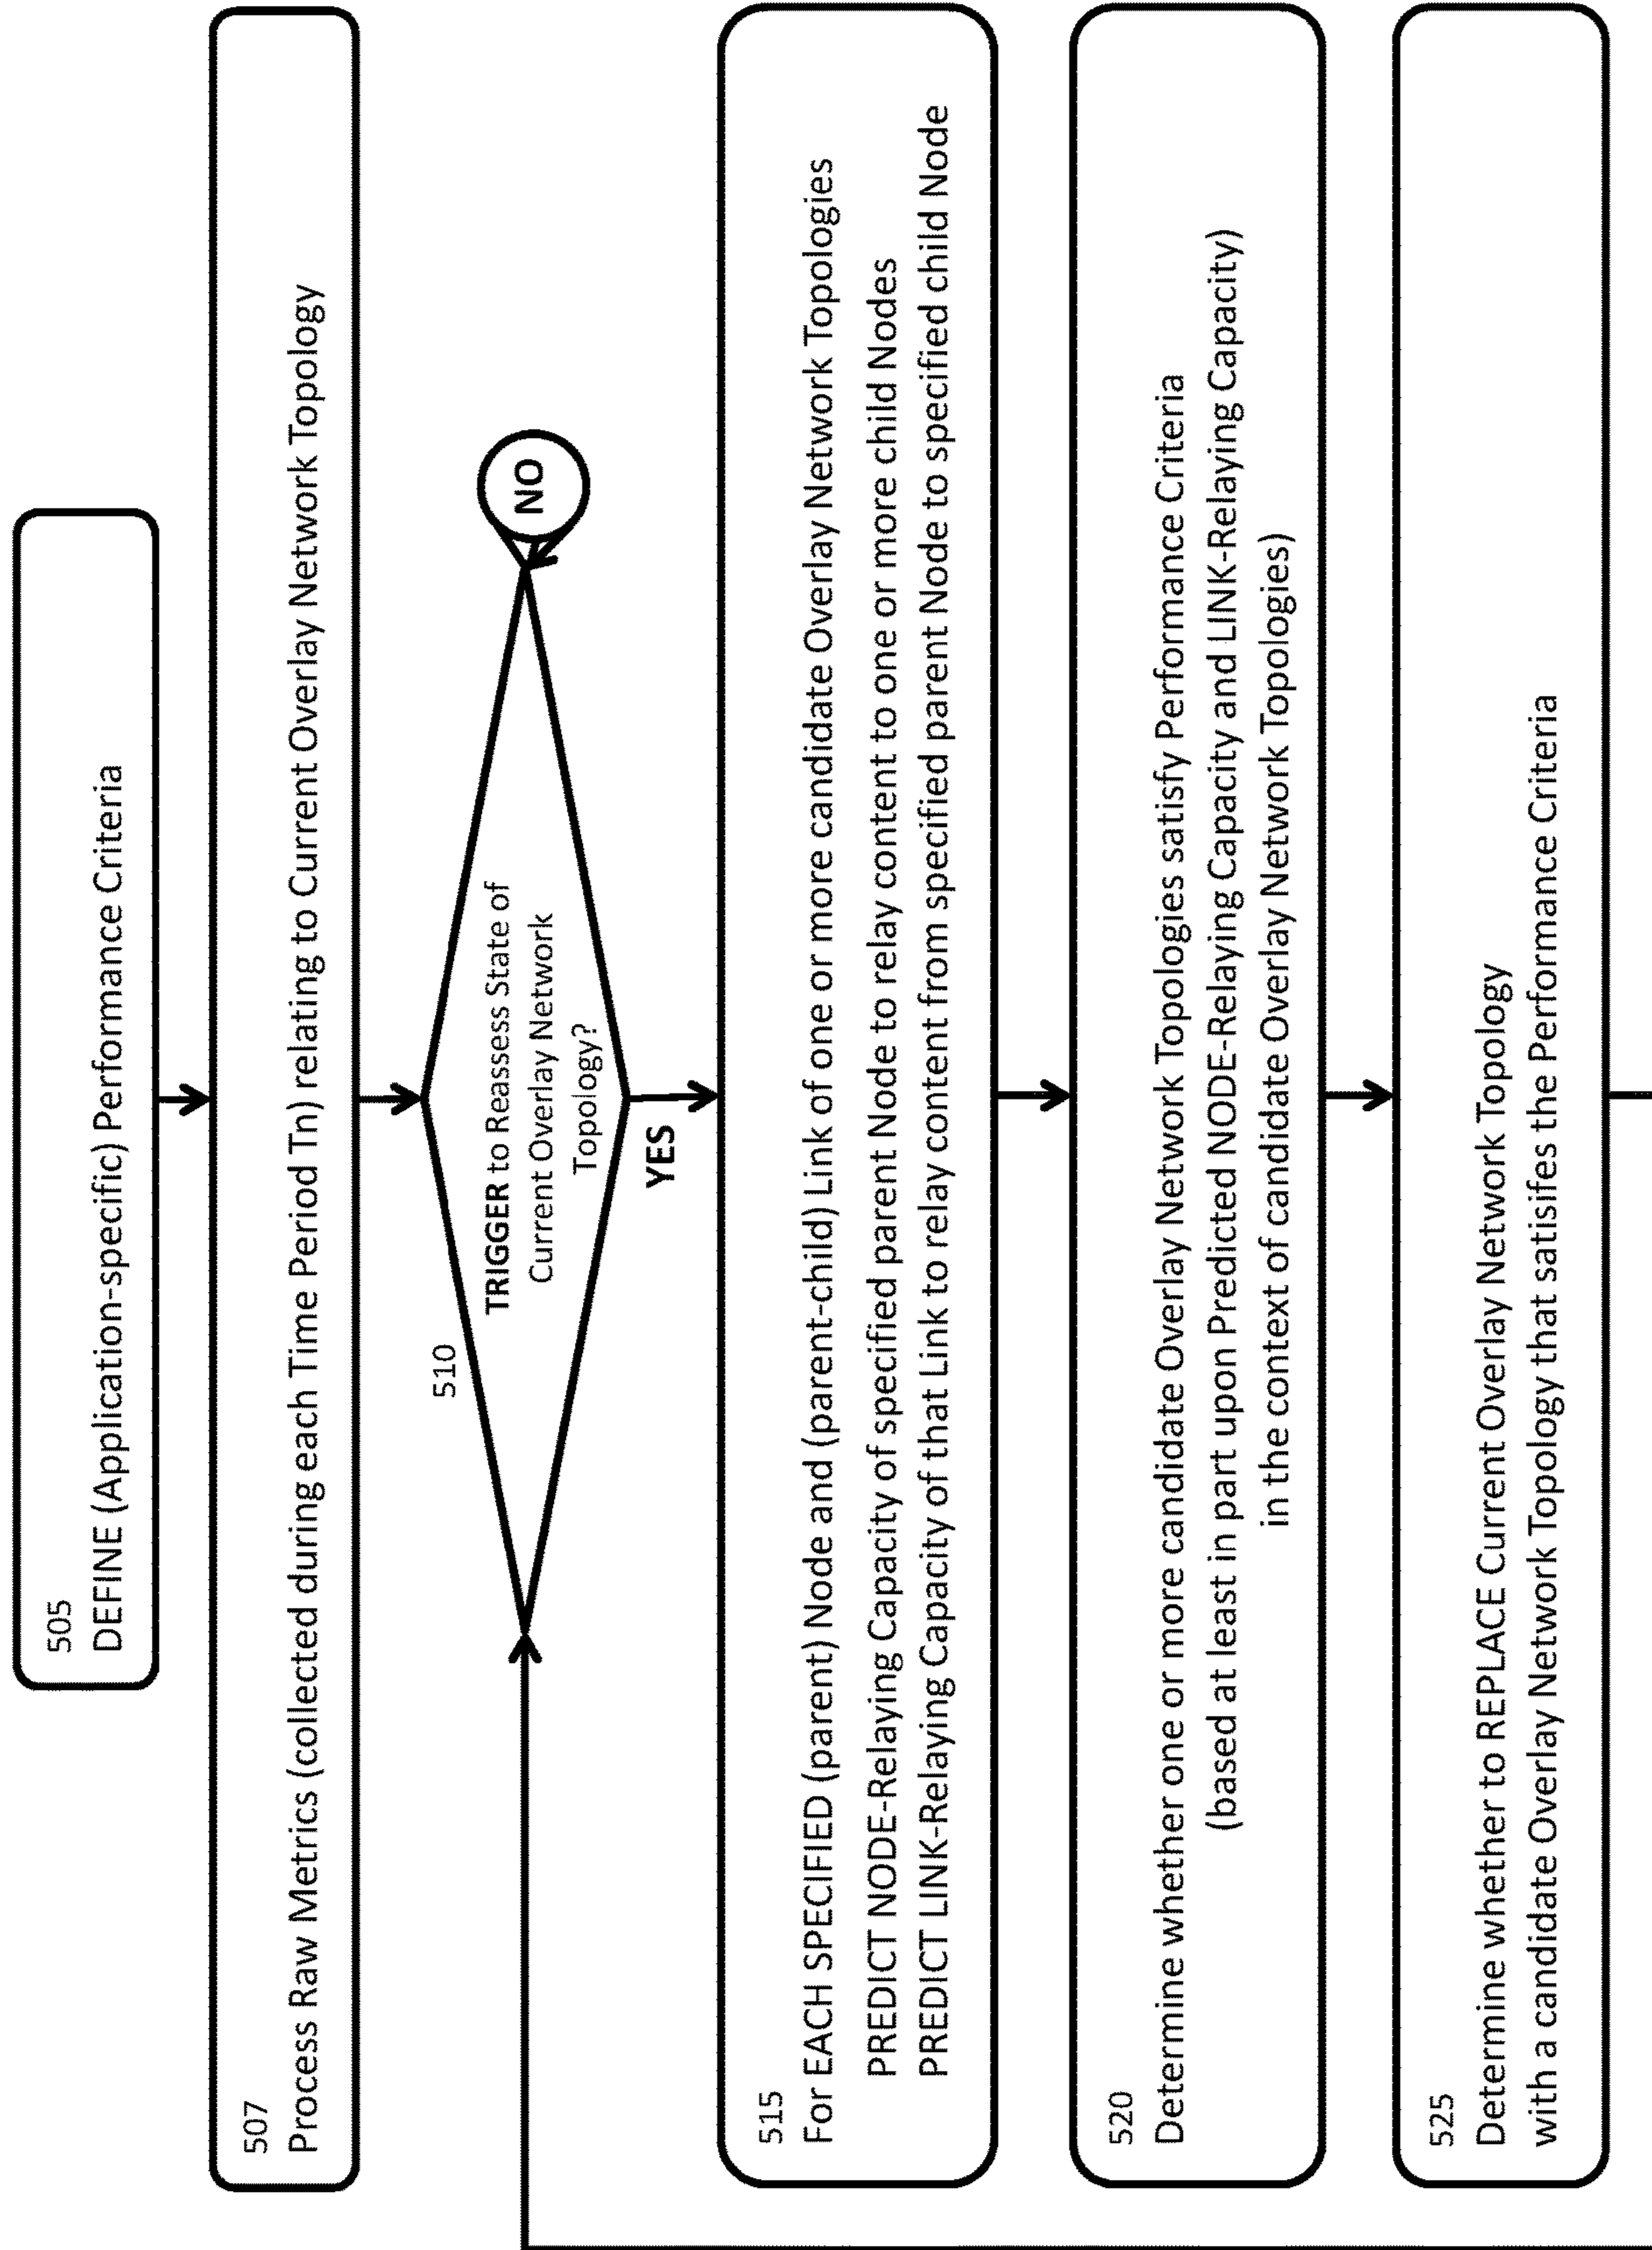 505
DEFINE (Application-specific) Performance Criteria
507
Process Raw Metrics (collected during each Time Period Tn) relating to Current Overlay Network Topology
510
TRIGGER to Reassess State of
Current Overlay Network
Topology?
NO
YES
515
For EACH SPECIFIED (parent) Node and (parent-child) Link of one or more candidate Overlay Network Topologies
PREDICT NODE-Relaying Capacity of specified parent Node to relay content to one or more child Nodes
PREDICT LINK-Relaying Capacity of that Link to relay content from specified parent Node to specified child Node
520
Determine whether one or more candidate Overlay Network Topologies satisfy Performance Criteria
(based at least in part upon Predicted NODE-Relaying Capacity and LINK-Relaying Capacity)
in the context of candidate Overlay Network Topologies)
525
Determine whether to REPLACE Current Overlay Network Topology
with a candidate Overlay Network Topology that satisifes the Performance Criteria